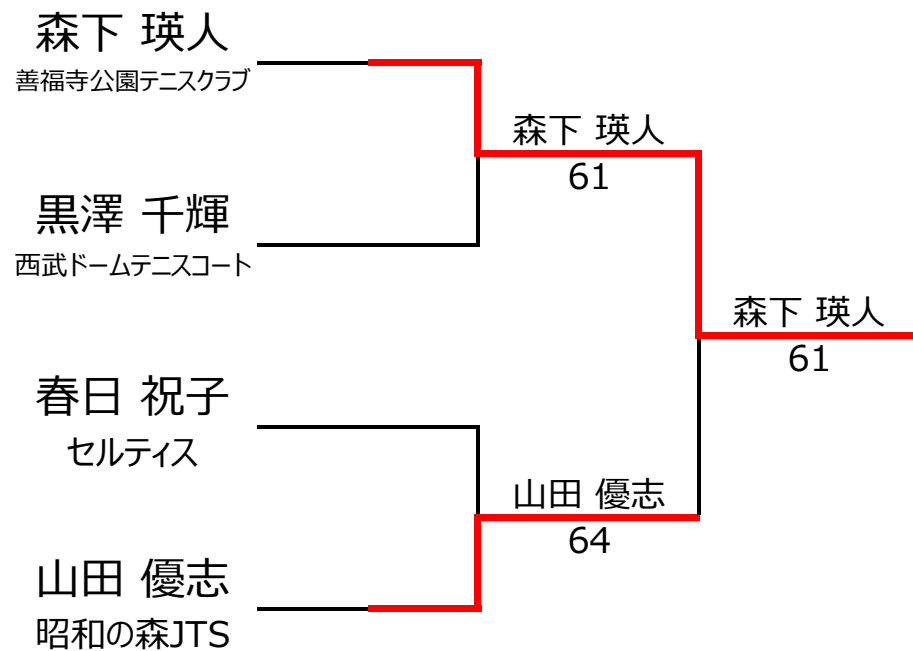 森下 瑛人
善福寺公園テニスクラブ
森下 瑛人
61
黒澤 千輝
西武ドームテニスコート
森下 瑛人
61
春日 祝子
セルティス
山田 優志
64
山田 優志
昭和の森JTS